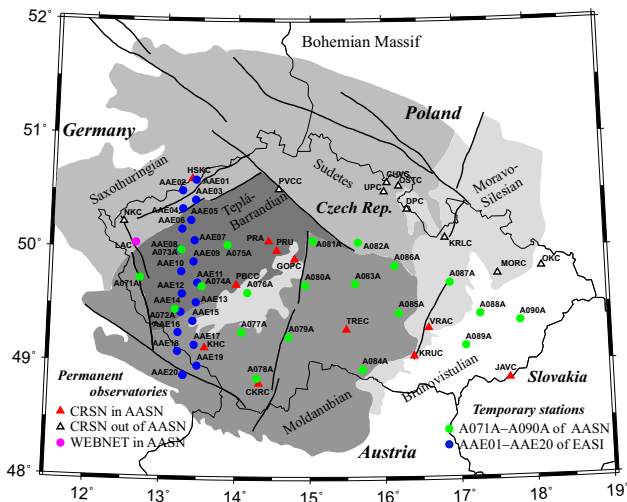 52˚
Bohemian Massif
51˚
Poland
Germany
Saxothuringian
Sudetes
Moravo-
Silesian
HSKC
AAE01
AAE02
AAE03
PVCC
GHVC
OSTC
UPC
DPC
Teplá-
Barrandian
Czech Rep.
NKC
AAE04
AAE05
AAE06
LAC
50˚
AAE07
AAE08
A073A
AAE09
A075A
PRA
PRU
GOPC
A081A
A082A
KRLC
OKC
AAE10
A086A
MORC
A071A
AAE11
PBCC
A074A
A076A
A080A
A083A
A087A
AAE12
AAE13
AAE14
A072A
AAE15
A085A
A088A
A090A
AAE16
A077A
TREC
VRAC
AAE17
KHC
A079A
A089A
49˚
AAE18
AAE19
KRUC
AAE20
A078A
CKRC
A084A
JAVC
Brunovistulian
Slovakia
Moldanubian
Permanent
observatories
CRSN in AASN
CRSN out of AASN
WEBNET in AASN
Temporary stations
A071A–A090A of AASN
AAE01–AAE20 of EASI
Austria
48˚
12˚ 13˚ 14˚ 15˚ 16˚ 17˚ 18˚ 19˚